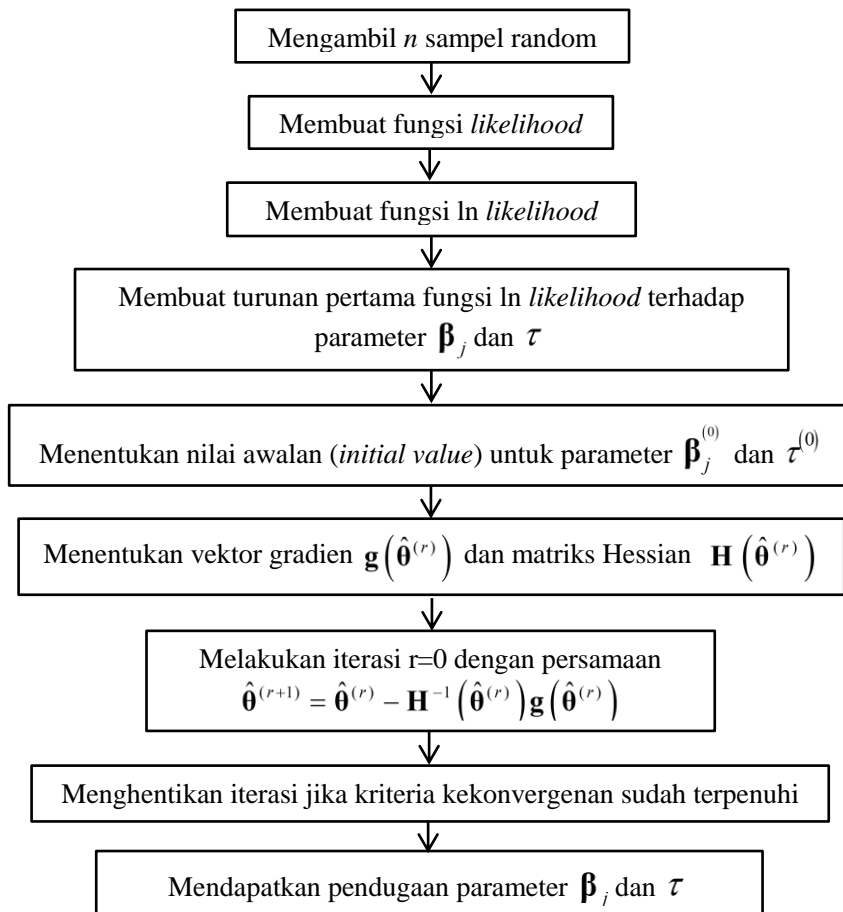 Mengambil n sampel random
Membuat fungsi likelihood
Membuat fungsi ln likelihood
Membuat turunan pertama fungsi ln likelihood terhadap
parameter β_j dan τ
Menentukan nilai awalan (initial value) untuk parameter β_j^(0) dan τ^(0)
Menentukan vektor gradien g(θ̂^(r)) dan matriks Hessian H(θ̂^(r))
Melakukan iterasi r=0 dengan persamaan
θ̂^(r+1) = θ̂^(r) − H^−1(θ̂^(r))g(θ̂^(r))
Menghentikan iterasi jika kriteria kekonvergenan sudah terpenuhi
Mendapatkan pendugaan parameter β_j dan τ